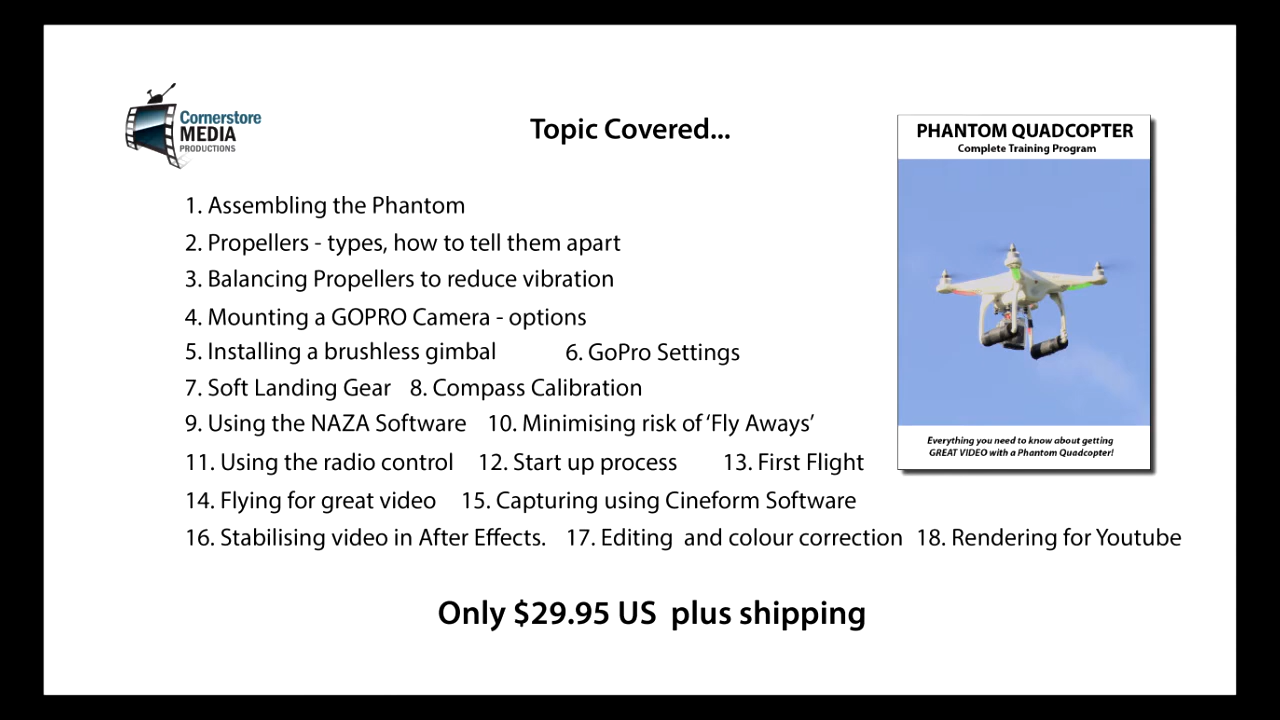 Cornerstore
MEDIA
PRODUCTIONS
Topic Covered...
PHANTOM QUADCOPTER
Complete Training Program
1. Assembling the Phantom
2. Propellers - types, how to tell them apart
3. Balancing Propellers to reduce vibration
4. Mounting a GOPRO Camera - options
5. Installing a brushless gimbal 6. GoPro Settings
7. Soft Landing Gear 8. Compass Calibration
9. Using the NAZA Software 10. Minimising risk of ‘Fly Aways’
11. Using the radio control 12. Start up process 13. First Flight
14. Flying for great video 15. Capturing using Cineform Software
16. Stabilising video in After Effects. 17. Editing and colour correction 18. Rendering for Youtube
Everything you need to know about getting
GREAT VIDEO with a Phantom Quadcopter!
Only $29.95 US plus shipping